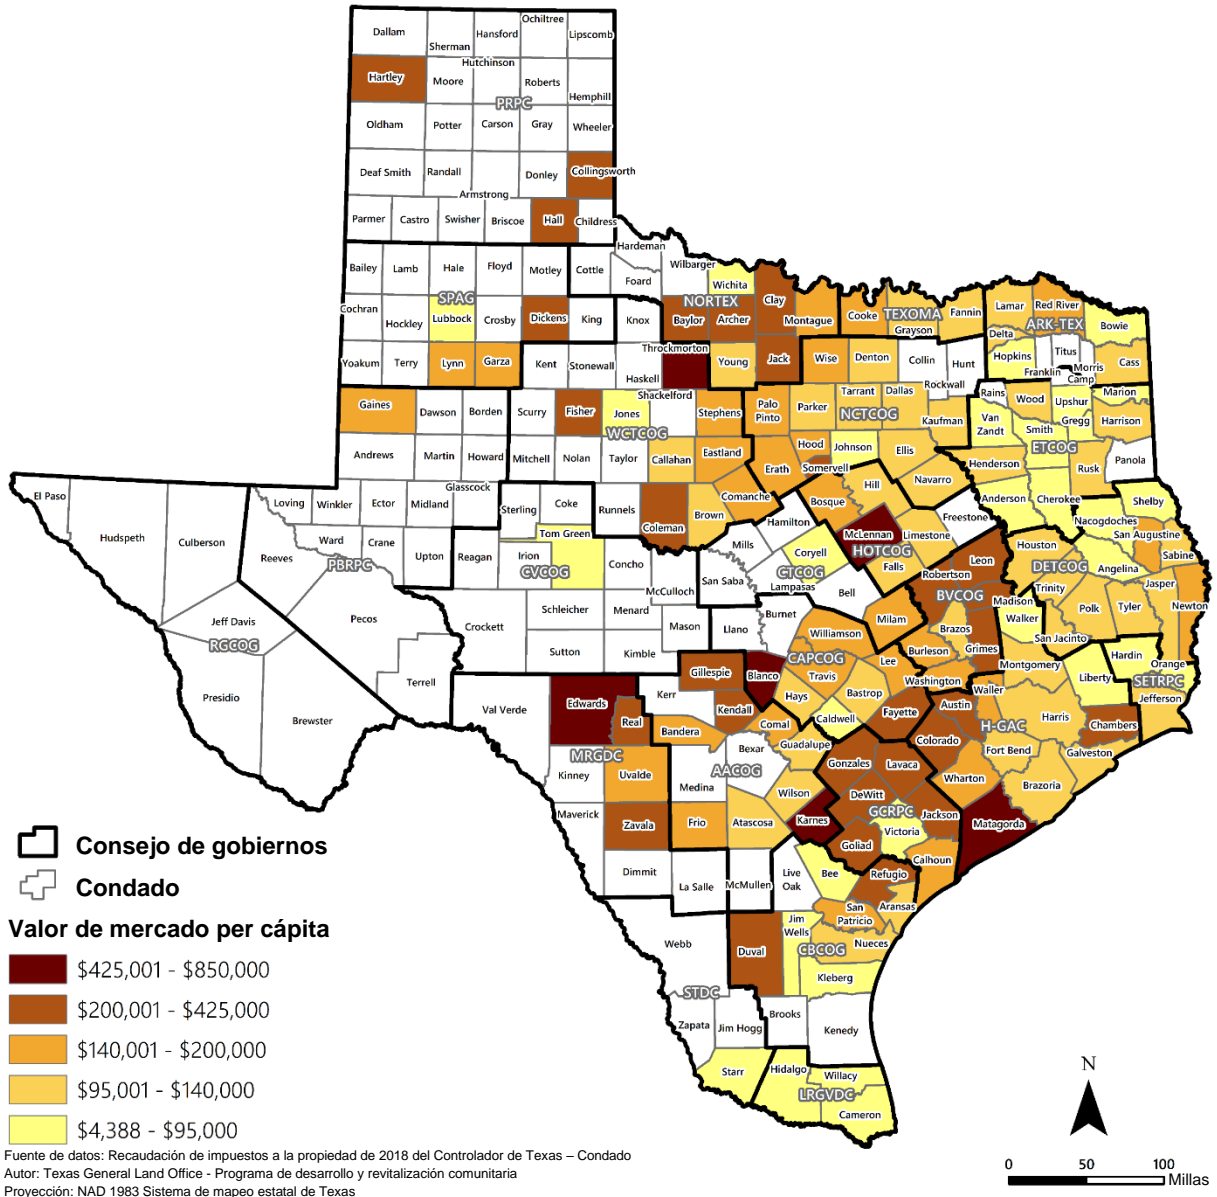 Ochiltree
Dallam
Sherman
Hansford
Lipscomb
Hutchinson
Hartley
Moore
Roberts
Hemphill
PRPC
Oldham
Potter
Carson
Gray
Wheeler
Deaf Smith
Randall
Donley
Collingsworth
Armstrong
Parmer
Castro
Swisher
Briscoe
Hall
Childress
Hardeman
Bailey
Lamb
Hale
Floyd
Motley
Cottle
Foard
Wilbarger
Wichita
SPAG
NORTEX
Clay
Cochran
Hockley
Lubbock
Crosby
Dickens
King
Knox
Baylor
Archer
Montague
Cooke
TEXOMA
Grayson
Fannin
Lamar
Red River
ARK-TEX
Bowie
Delta
Yoakum
Terry
Lynn
Garza
Kent
Stonewall
Haskell
Throckmorton
Young
Jack
Wise
Denton
Collin
Hunt
Hopkins
Titus
Franklin
Morris
Camp
Cass
Rockwall
Rains
Gaines
Dawson
Borden
Scurry
Fisher
Jones
Shackelford
Stephens
WCTCOG
Palo
Pinto
Parker
Tarrant
Dallas
NCTCOG
Kaufman
Van
Zandt
Wood
Upshur
Marion
Gregg
Harrison
Smith
ETCOG
Andrews
Martin
Howard
Mitchell
Nolan
Taylor
Callahan
Eastland
Erath
Hood
Somervell
Johnson
Ellis
Henderson
Rusk
Panola
Navarro
Anderson
Cherokee
Shelby
El Paso
Hudspeth
Culberson
Loving
Winkler
Ector
Midland
Glasscock
Sterling
Coke
Runnels
Coleman
Brown
Comanche
Bosque
Hill
Hamilton
McLennan
HOTCOG
Limestone
Freestone
Nacogdoches
San Augustine
Sabine
Reeves
Ward
Crane
Upton
Reagan
Irion
Tom Green
CVCOG
PBRPC
Concho
Mills
Coryell
CTCOG
Lampasas
Falls
Leon
Houston
DETCOG
Angelina
Robertson
BVCOG
Trinity
Jasper
Newton
McCulloch
San Saba
Bell
Madison
Walker
Polk
Tyler
Jeff Davis
RGCOG
Pecos
Crockett
Schleicher
Menard
Mason
Llano
Burnet
Milam
Brazos
Grimes
San Jacinto
Williamson
CAPCOG
Burleson
Lee
Montgomery
Hardin
Orange
SETRPC
Liberty
Jefferson
Sutton
Kimble
Gillespie
Blanco
Travis
Washington
Presidio
Brewster
Terrell
Val Verde
Edwards
Real
Kerr
Kendall
Hays
Bastrop
Caldwell
Fayette
Austin
Waller
Harris
Chambers
H-GAC
Bandera
Comal
Guadalupe
Bexar
AACOG
Gonzales
Lavaca
Colorado
Fort Bend
Galveston
MRGDC
Kinney
Uvalde
Medina
Wilson
DeWitt
Wharton
Brazoria
Maverick
Zavala
Frio
Atascosa
Karnes
GCRPC
Victoria
Jackson
Matagorda
Goliad
Calhoun
Dimmit
La Salle
McMullen
Live
Oak
Bee
Refugio
San
Patricio
Aransas
Jim
Wells
Nueces
Webb
Duval
CBCOG
Kleberg
STDC
Zapata
Jim Hogg
Brooks
Kenedy
Starr
Hidalgo
Willacy
LRGVDC
Cameron
Consejo de gobiernos
Condado
Valor de mercado per cápita
$425,001 - $850,000
$200,001 - $425,000
$140,001 - $200,000
$95,001 - $140,000
$4,388 - $95,000
Fuente de datos: Recaudación de impuestos a la propiedad de 2018 del Controlador de Texas – Condado
Autor: Texas General Land Office - Programa de desarrollo y revitalización comunitaria
Proyección: NAD 1983 Sistema de mapeo estatal de Texas
N
0 50 100
Millas